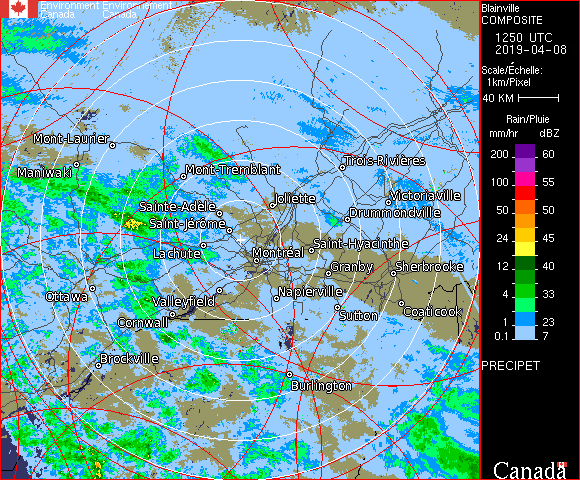 Environment Environnement
Canada Canada
Mont-Laurier
Maniwaki
Mont-Tremblant
Trois-Rivières
Joliette
Victoriaville
Sainte-Adèle
Drummondville
Saint-Jérôme
Saint-Hyacinthe
Lachute
Montréal
Granby
Sherbrooke
Ottawa
Valleyfield
Napierville
Coaticook
Cornwall
Sutton
Brockville
Burlington
Blainville
COMPOSITE
1250 UTC
2019-04-08
Scale/Échelle:
1km/Pixel
40 KM
Rain/Pluie
mm/hr dBZ
200 60
100 55
50 50
24 45
12 40
4 33
1 23
0.1 7
PRECIPET
Canada